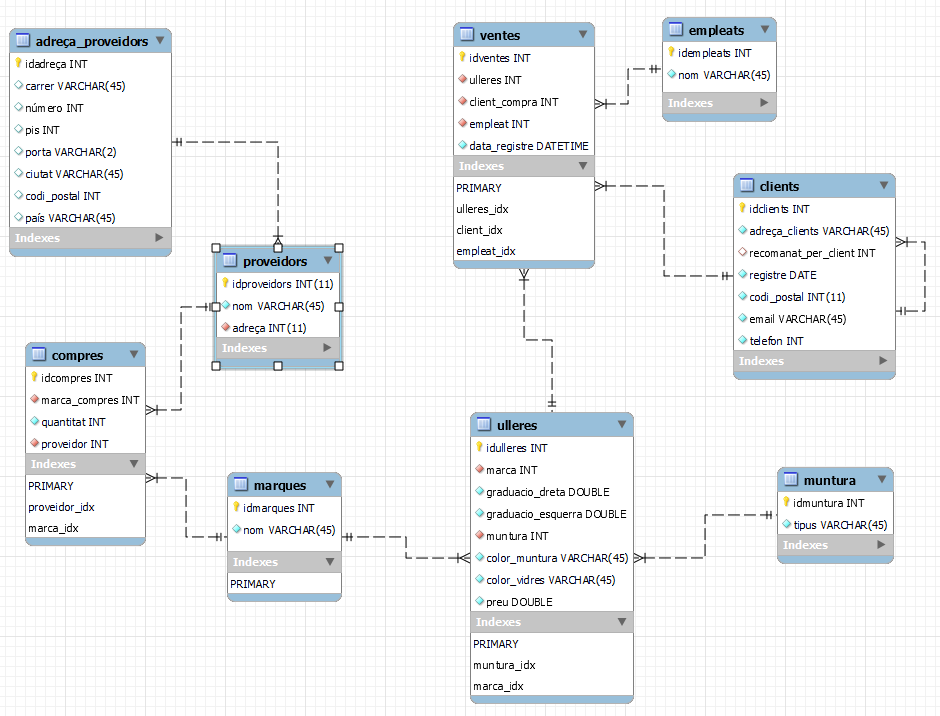 adreça_proveidors
idadreça INT
carrer VARCHAR(45)
número INT
pis INT
porta VARCHAR(2)
ciutat VARCHAR(45)
codi_postal INT
país VARCHAR(45)
Indexes
proveidors
idproveidors INT(11)
nom VARCHAR(45)
adreça INT(11)
Indexes
compres
idcompres INT
marca_compres INT
quantitat INT
proveidor INT
Indexes
PRIMARY
proveidor_idx
marca_idx
marques
idmarques INT
nom VARCHAR(45)
Indexes
PRIMARY
ventes
idventes INT
ulleres INT
client_compra INT
empleat INT
data_registre DATETIME
Indexes
PRIMARY
ulleres_idx
client_idx
empleat_idx
empleats
idempleats INT
nom VARCHAR(45)
Indexes
clients
idclients INT
adreça_clients VARCHAR(45)
recomanat_per_client INT
registre DATE
codi_postal INT(11)
email VARCHAR(45)
telefon INT
Indexes
ulleres
idulleres INT
marca INT
graduacio_dreta DOUBLE
graduacio_esquerra DOUBLE
muntura INT
color_muntura VARCHAR(45)
color_vidres VARCHAR(45)
preu DOUBLE
Indexes
PRIMARY
muntura_idx
marca_idx
muntura
idmuntura INT
tipus VARCHAR(45)
Indexes